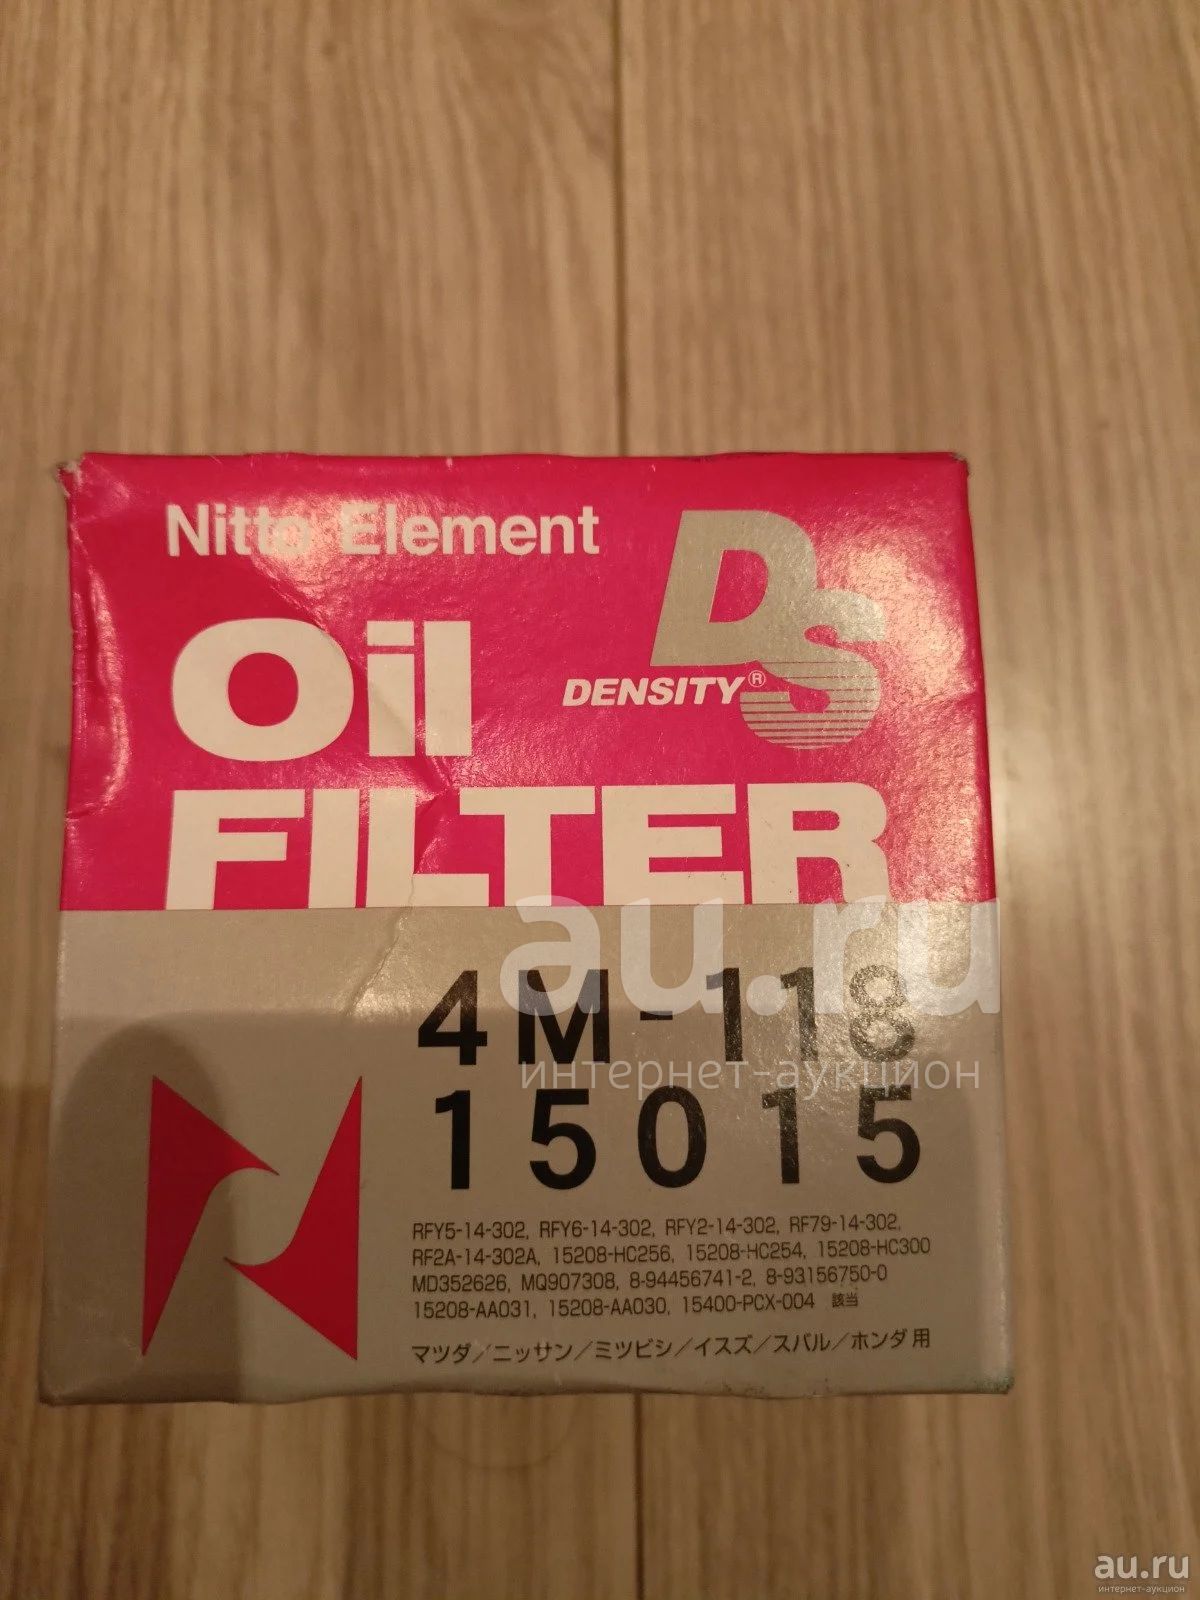 Nitto Element
DS
DENSITY®
Oil
FILTER
au.ru
4M-118
интернет-аукцион
15015
RFY5-14-302, RFY6-14-302, RFY2-14-302, RF79-14-302,
RF2A-14-302A, 15208-HC256, 15208-HC254, 15208-HC300
MD352626, MQ907308, 8-94456741-2, 8-93156750-0
15208-AA031, 15208-AA030, 15400-PCX-004 該当
マツダ/ニッサン/ミツビシ/イスズ/スバル/ホンダ用
au.ru
интернет-аукцион